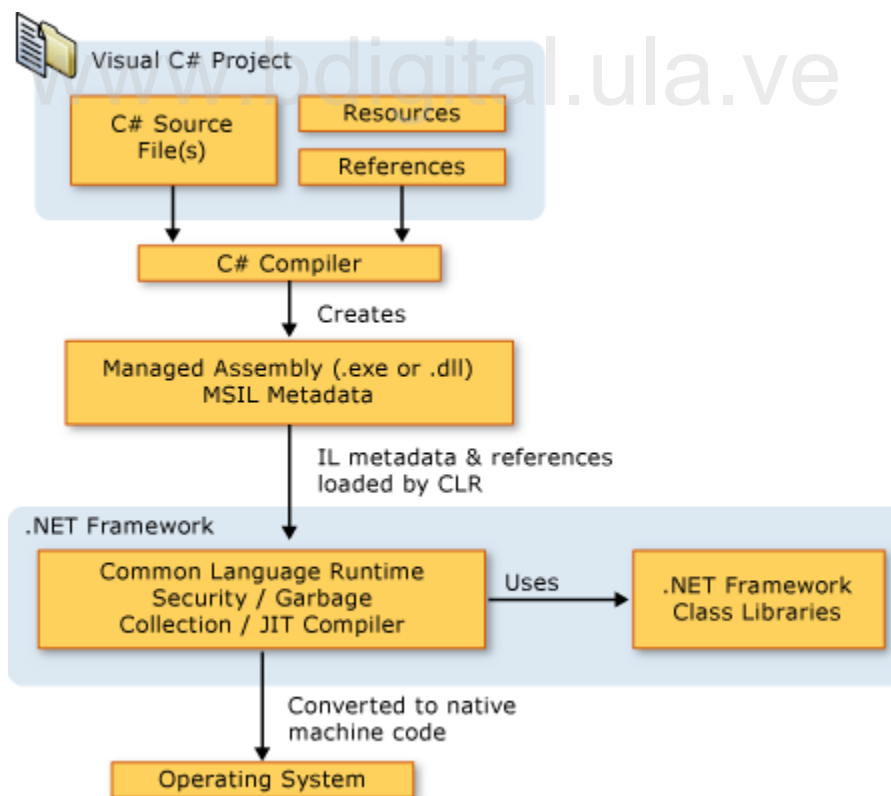 www.bdigital.ula.ve
Visual C# Project
C# Source
File(s)
Resources
References
C# Compiler
Creates
Managed Assembly (.exe or .dll)
MSIL Metadata
IL metadata & references
loaded by CLR
.NET Framework
Common Language Runtime
Security / Garbage
Collection / JIT Compiler
Uses
.NET Framework
Class Libraries
Converted to native
machine code
Operating System